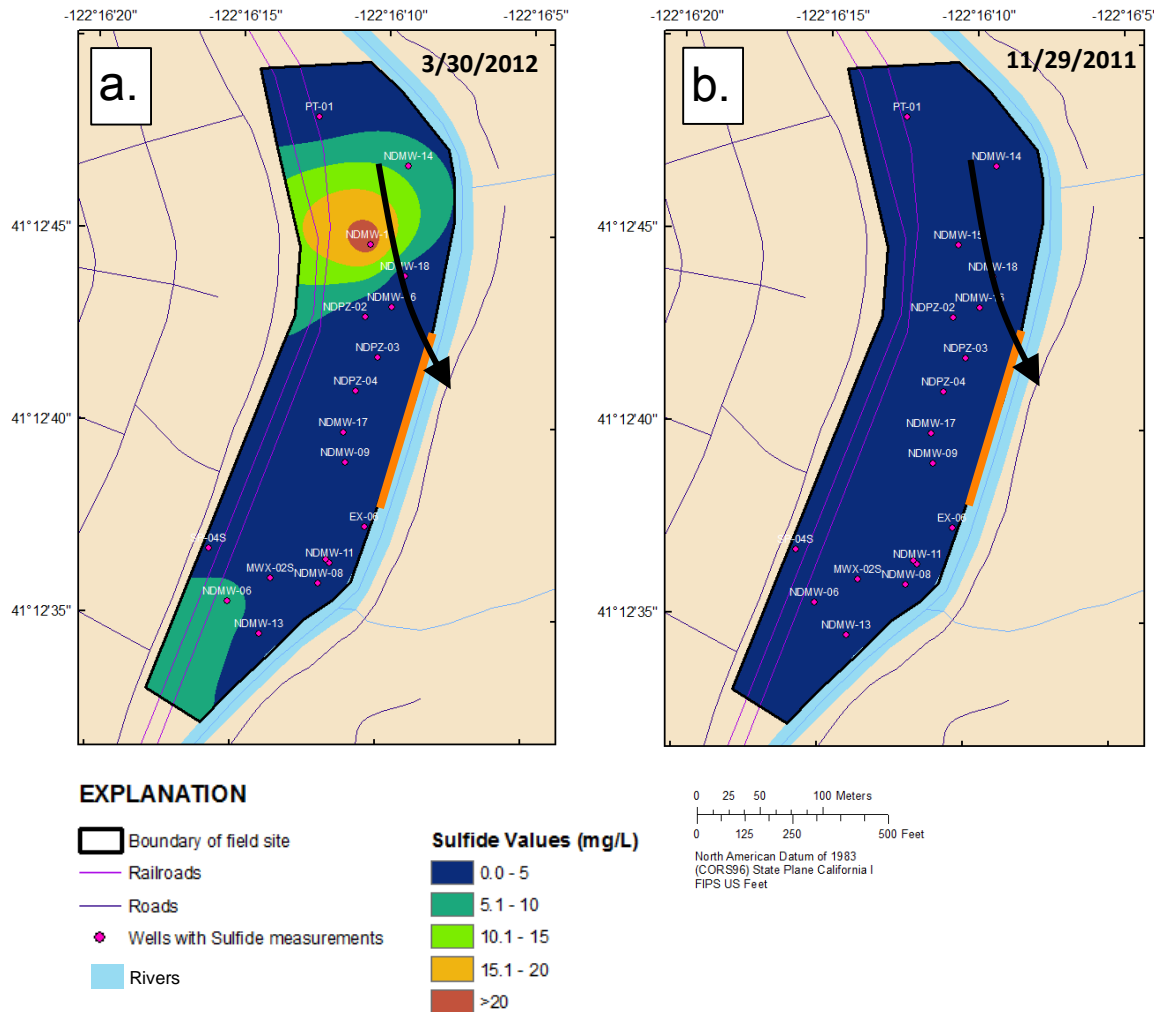 -122°16'20" -122°16'15" -122°16'10" -122°16'5" -122°16'20" -122°16'15" -122°16'10" -122°16'5"
a. 3/30/2012 b. 11/29/2011
PT-01 PT-01
NDMW-14 NDMW-14
41°12'45" 41°12'45"
NDMW-1 NDMW-15
NDMW-18 NDMW-18
NDPZ-02 NDPZ-02
NDPZ-03 NDPZ-03
NDPZ-04 NDPZ-04
41°12'40" 41°12'40"
NDMW-17 NDMW-17
NDMW-09 NDMW-09
EX-06 EX-06
-04S -04S
NDMW-11 NDMW-11
MWX-02S NDMW-08 MWX-02S NDMW-08
41°12'35" 41°12'35"
NDMW-06 NDMW-06
NDMW-13 NDMW-13
EXPLANATION
Boundary of field site
Railroads
Roads
Wells with Sulfide measurements
Rivers
Sulfide Values (mg/L)
0.0 - 5
5.1 - 10
10.1 - 15
15.1 - 20
>20
0 25 50 100 Meters
0 125 250 500 Feet
North American Datum of 1983
(CORS96) State Plane California I
FIPS US Feet